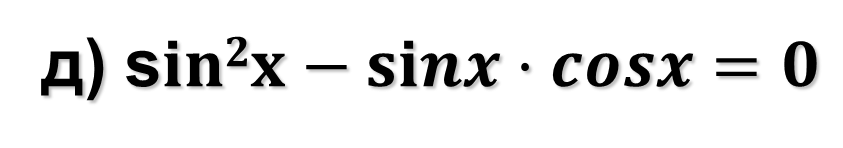 д) sin²x − sinx · cosx = 0